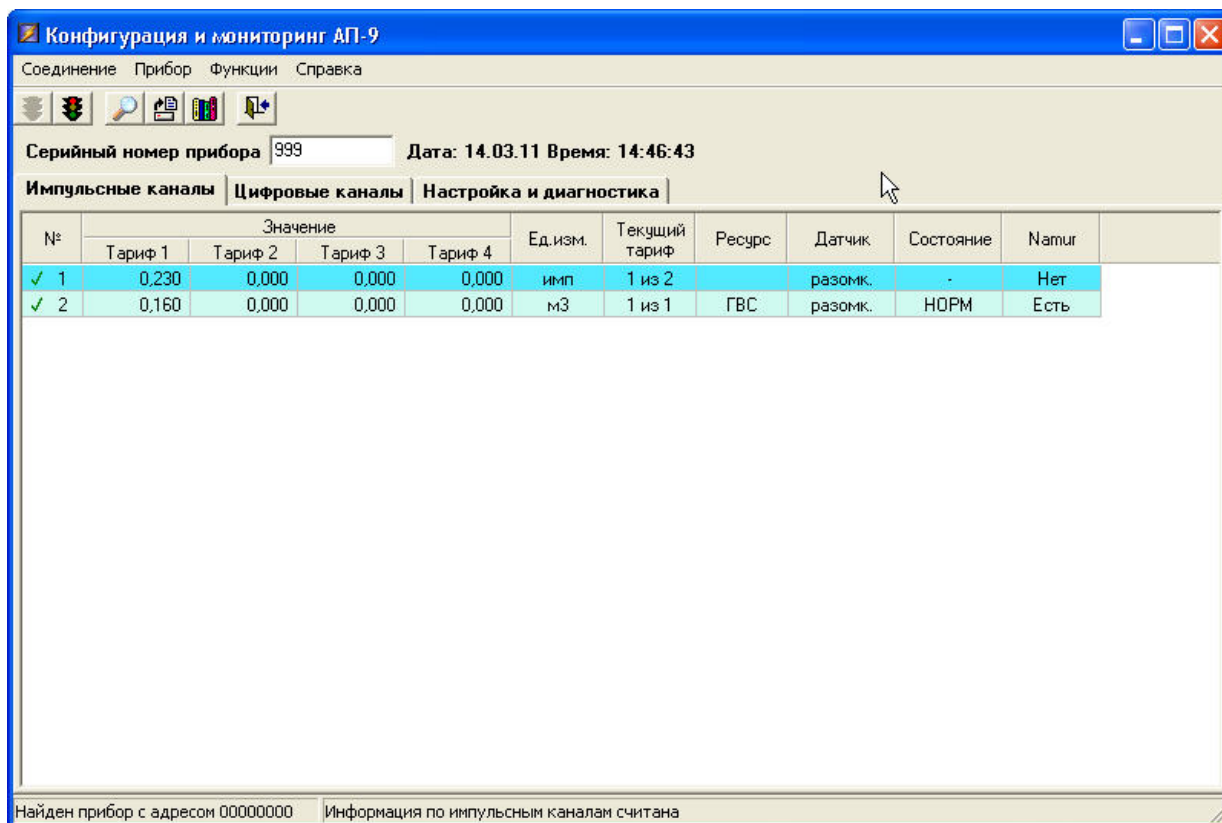 Конфигурация и мониторинг АП-9
Соединение Прибор Функции Справка
Серийный номер прибора 999 Дата: 14.03.11 Время: 14:46:43
Импульсные каналы Цифровые каналы Настройка и диагностика
№ Значение Ед.изм. Текущий тариф Ресурс Датчик Состояние Namur
Тариф 1 Тариф 2 Тариф 3 Тариф 4
1 0,230 0,000 0,000 0,000 имп 1 из 2 разомк. - Нет
2 0,160 0,000 0,000 0,000 м3 1 из 1 ГВС разомк. НОРМ Есть
Найден прибор с адресом 00000000 Информация по импульсным каналам считана